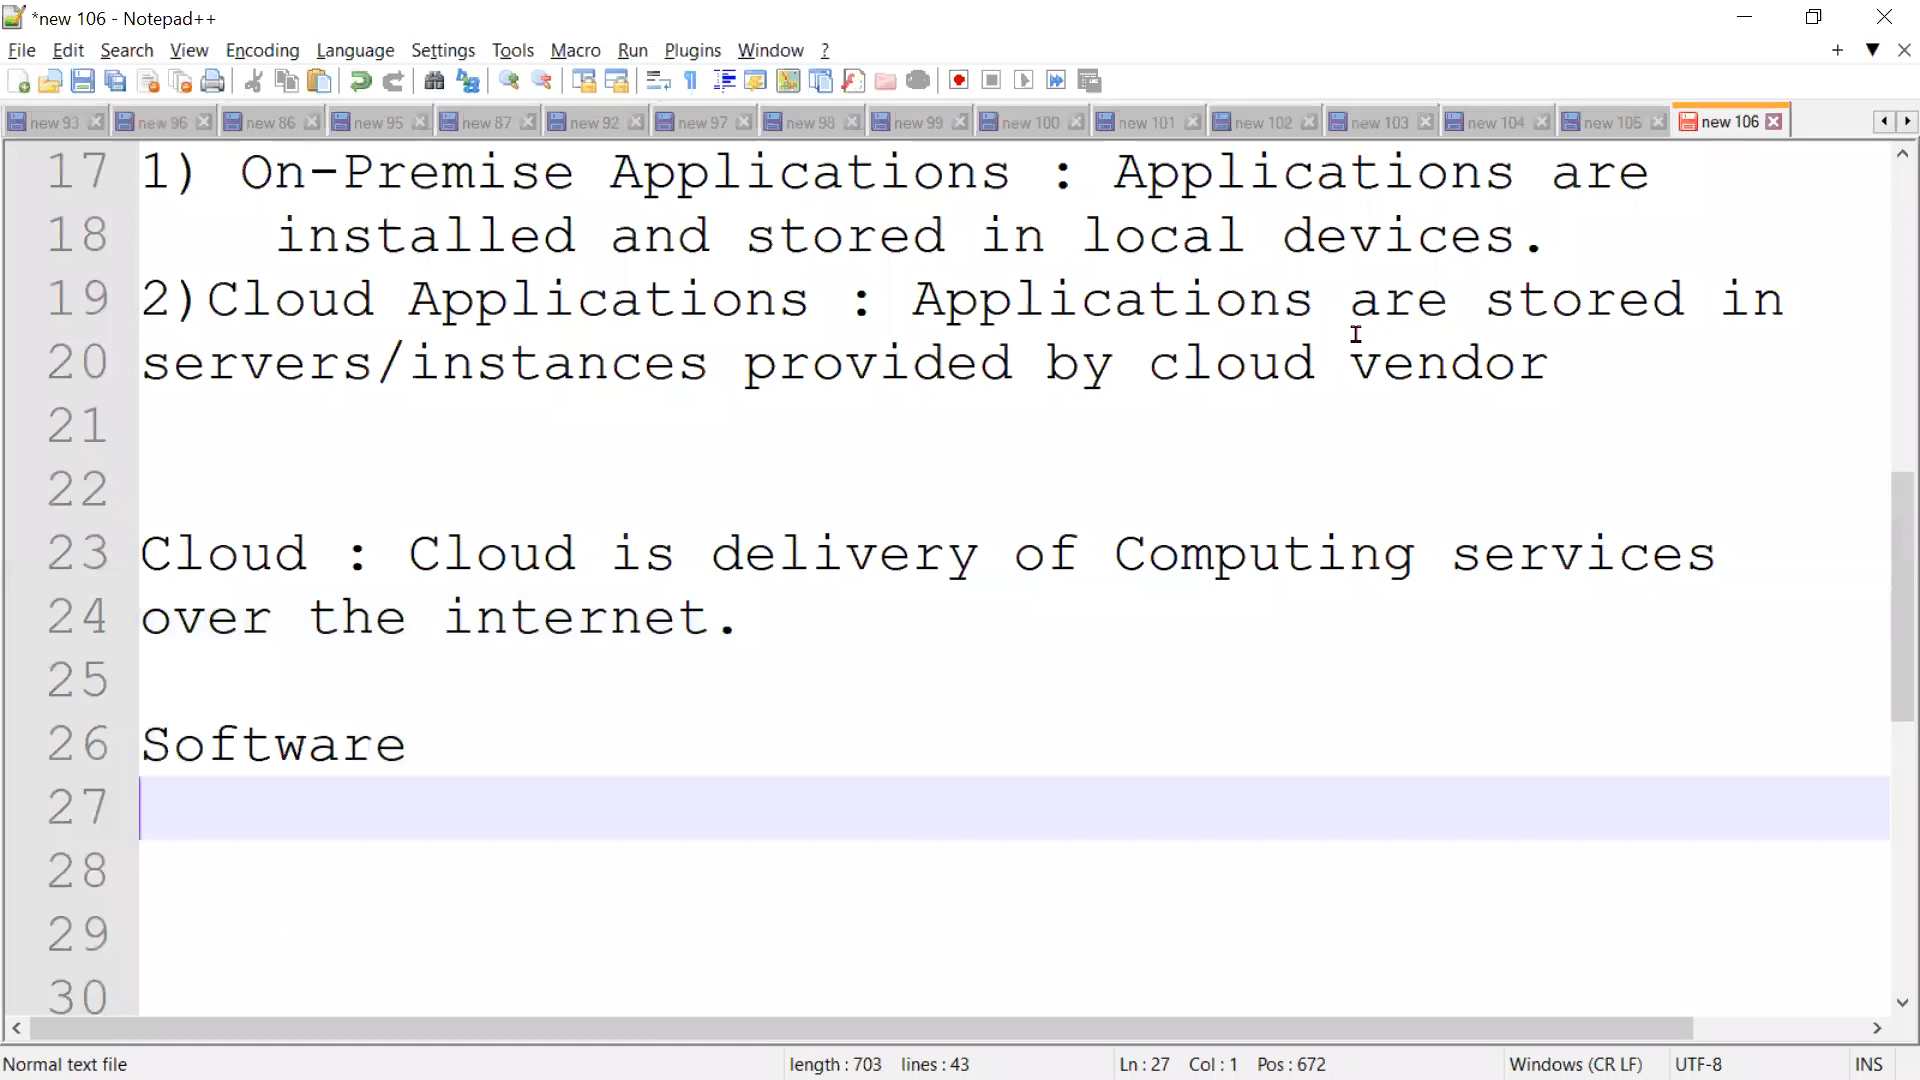 *new 106 - Notepad++
File Edit Search View Encoding Language Settings Tools Macro Run Plugins Window ?
new 93 new 96 new 86 new 95 new 87 new 92 new 97 new 98 new 99 new 100 new 101 new 102 new 103 new 104 new 105 new 106
17 1) On-Premise Applications : Applications are
18 installed and stored in local devices.
19 2)Cloud Applications : Applications are stored in
20 servers/instances provided by cloud vendor
21
22
23 Cloud : Cloud is delivery of Computing services
24 over the internet.
25
26 Software
27
28
29
30
Normal text file length : 703 lines : 43 Ln : 27 Col : 1 Pos : 672 Windows (CR LF) UTF-8 INS